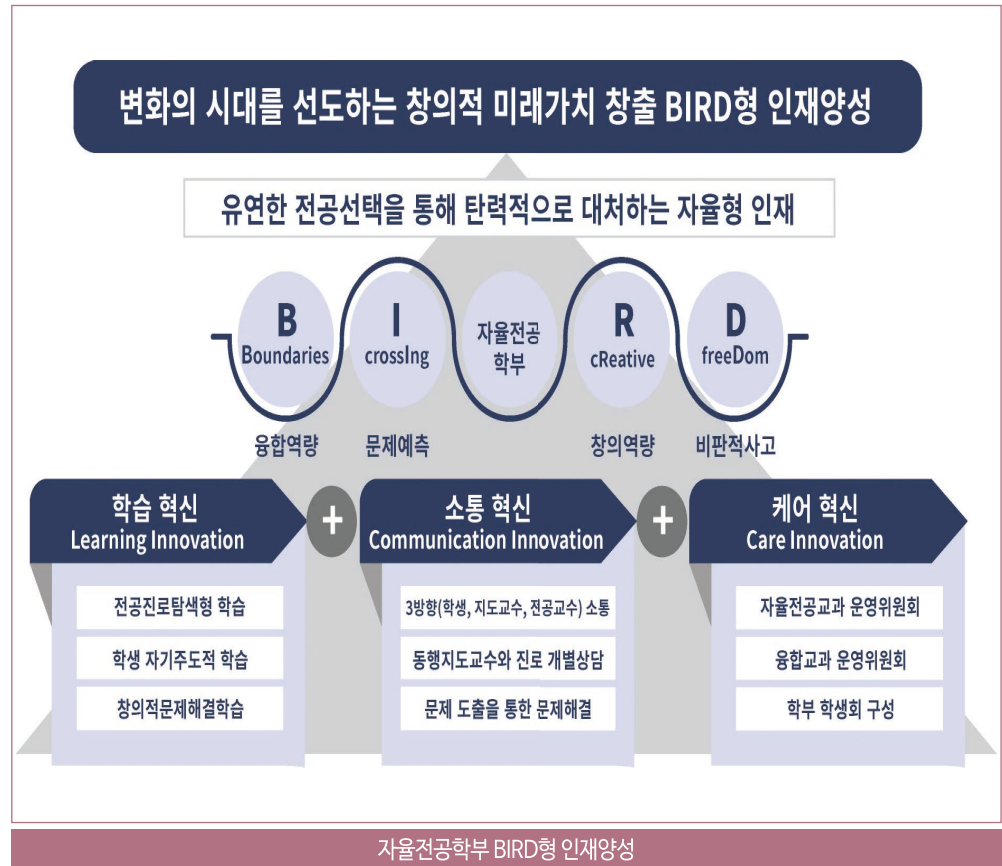 변화의 시대를 선도하는 창의적 미래가치 창출 BIRD형 인재양성
유연한 전공선택을 통해 탄력적으로 대처하는 자율형 인재
B
Boundaries
I
crossIng
자율전공
학부
R
cReative
D
freeDom
융합역량
문제예측
창의역량
비판적사고
학습 혁신
Learning Innovation
+
소통 혁신
Communication Innovation
+
케어 혁신
Care Innovation
전공진로탐색형 학습
학생 자기주도적 학습
창의적문제해결학습
3방향(학생, 지도교수, 전공교수) 소통
동행지도교수와 진로 개별상담
문제 도출을 통한 문제해결
자율전공교과 운영위원회
융합교과 운영위원회
학부 학생회 구성
자율전공학부 BIRD형 인재양성